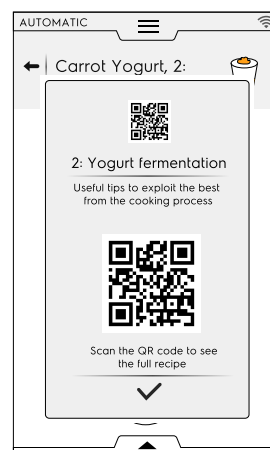 AUTOMATIC
Carrot Yogurt, 2:
2: Yogurt fermentation
Useful tips to exploit the best
from the cooking process
Scan the QR code to see
the full recipe